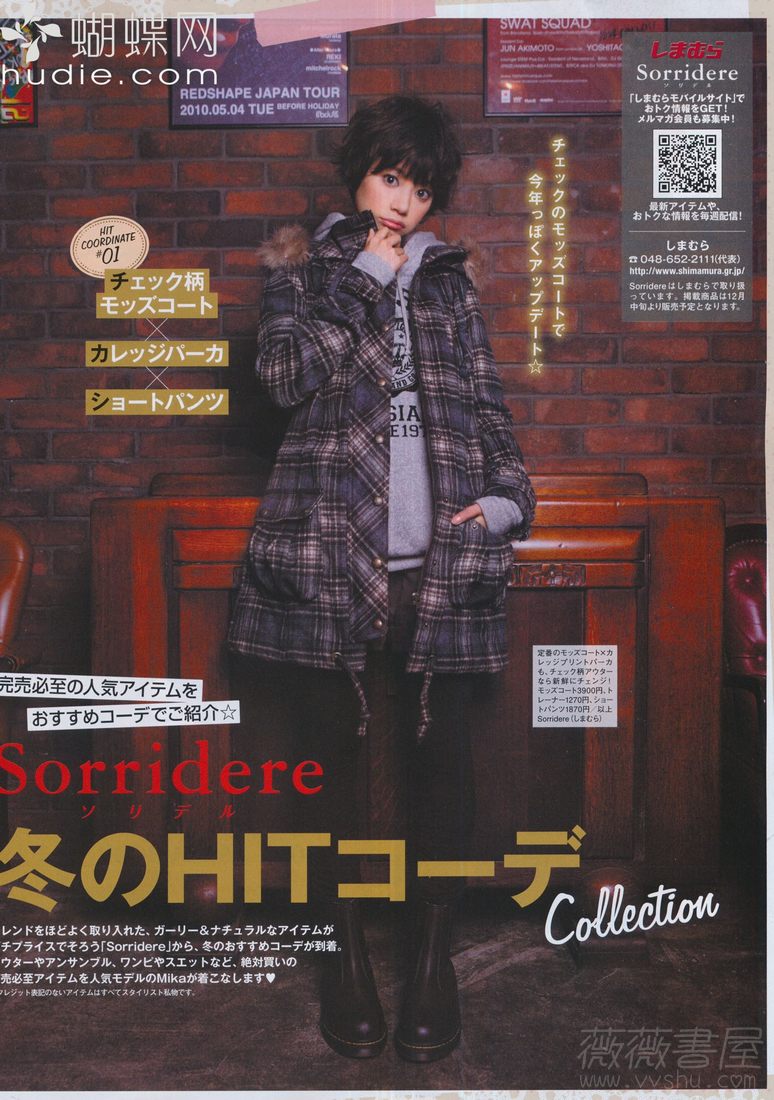 蝴蝶网
hudie.com
REKI
mitchelrock
REDSHAPE JAPAN TOUR
2010.05.04 TUE BEFORE HOLIDAY
SWAT SQUAD
JUN AKIMOTO
しまむら
Sorridere
ソリデル
「しまむらモバイルサイト」で
おトク情報をGET!
メルマガ会員も募集中!
最新アイテムや、
おトクな情報を毎週配信!
しまむら
☎048-652-2111(代表)
http://www.shimamura.gr.jp/
Sorridereはしまむらで取り扱
っています。掲載商品は12月
中旬より販売予定となります。
チェックのモッズコートで
今年っぽくアップデート☆
HIT
COORDINATE
#01
チェック柄
モッズコート
×
カレッジパーカ
×
ショートパンツ
SIA
E 197
定番のモッズコート×カ
レッジプリントパーカ
も、チェック柄アウター
なら新鮮にチェンジ!
モッズコート3900円、ト
レーナー1270円、ショー
トパンツ1870円/以上
Sorridere(しまむら)
完売必至の人気アイテムを
おすすめコーデでご紹介☆
Sorridere
ソリデル
冬のHITコーデ
Collection
レンドをほどよく取り入れた、ガーリー&ナチュラルなアイテムが
チプライスでそろう「Sorridere」から、冬のおすすめコーデが到着。
ウターやアンサンブル、ワンピやスエットなど、絶対買いの
売必至アイテムを人気モデルのMikaが着こなします♥
クレジット表記のないアイテムはすべてスタイリスト私物です。
薇薇書屋
www.vvshu.com